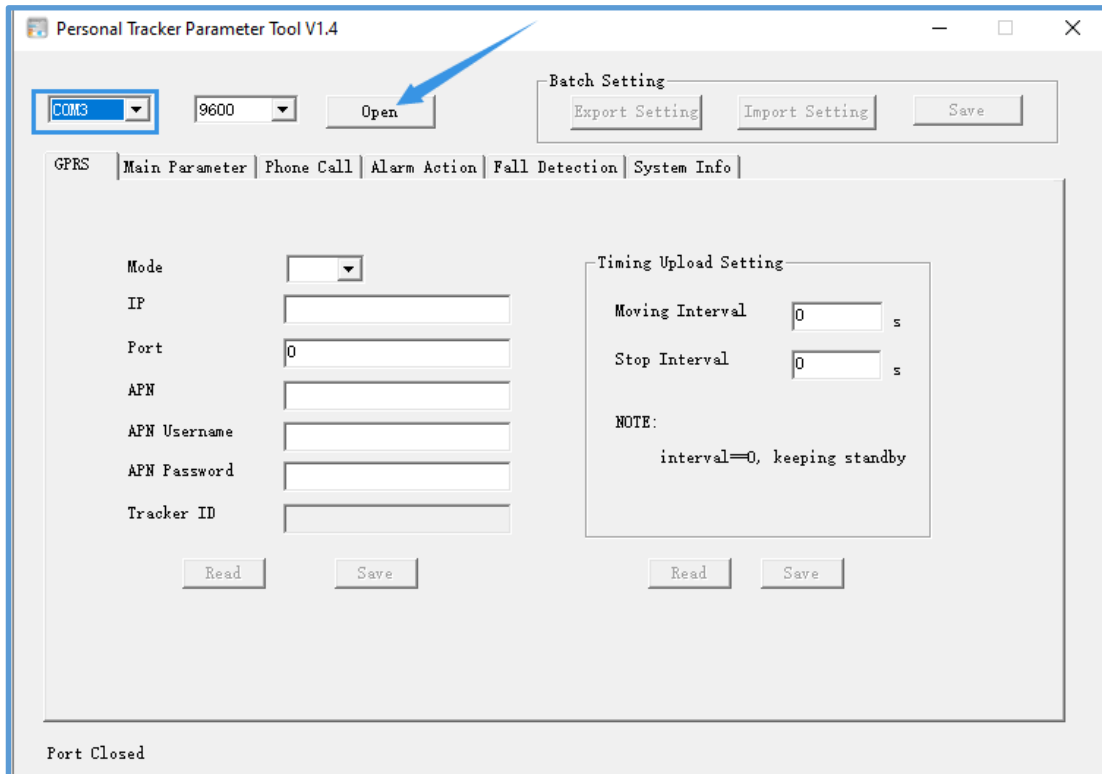 Personal Tracker Parameter Tool V1.4
COM3
9600
Open
Batch Setting
Export Setting
Import Setting
Save
GPRS
Main Parameter
Phone Call
Alarm Action
Fall Detection
System Info
Mode
IP
Port
0
APN
APN Username
APN Password
Tracker ID
Read
Save
Timing Upload Setting
Moving Interval
0
s
Stop Interval
0
s
NOTE:
interval==0, keeping standby
Read
Save
Port Closed